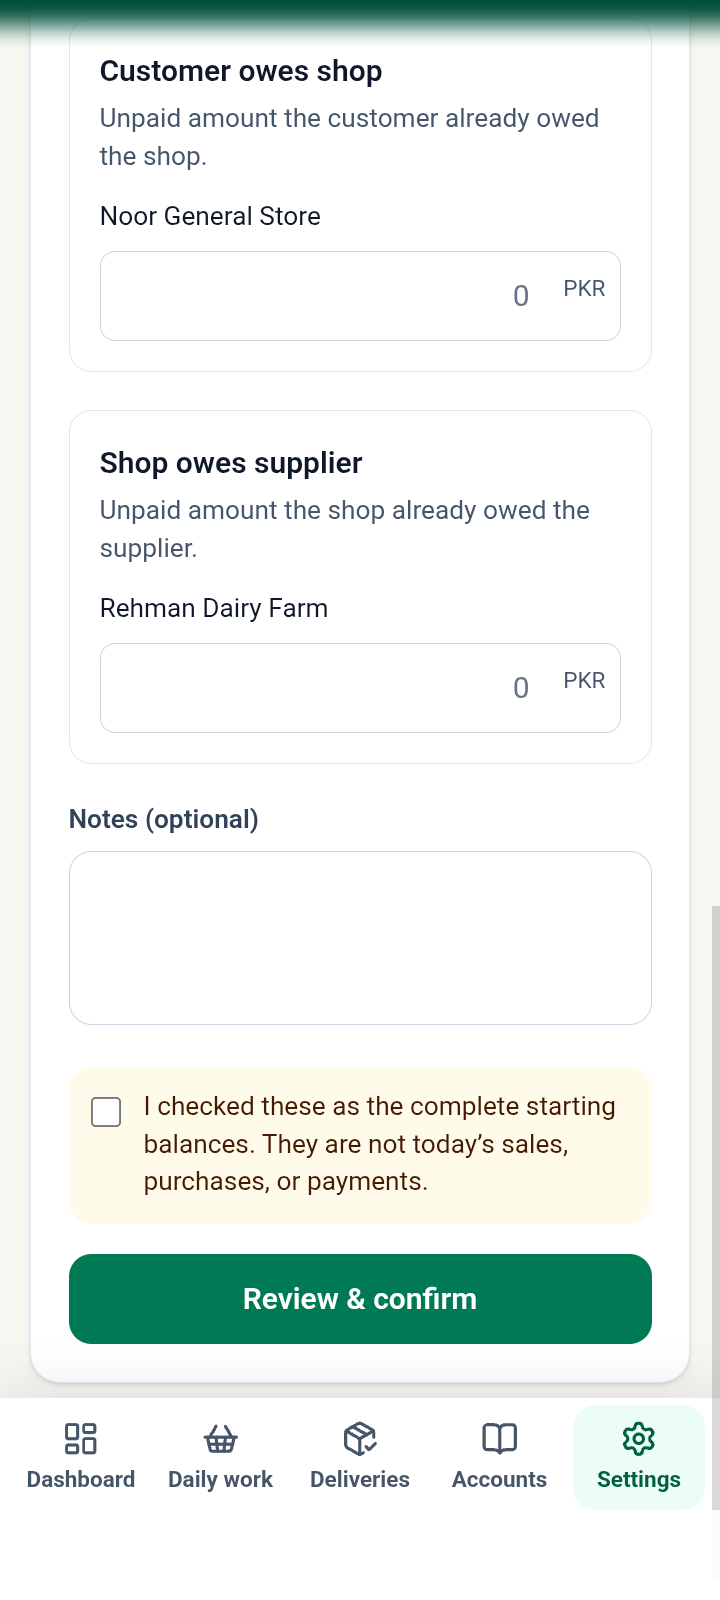 Customer owes shop
Unpaid amount the customer already owed
the shop.
Noor General Store
0 PKR
Shop owes supplier
Unpaid amount the shop already owed the
supplier.
Rehman Dairy Farm
0 PKR
Notes (optional)
I checked these as the complete starting
balances. They are not today’s sales,
purchases, or payments.
Review & confirm
Dashboard Daily work Deliveries Accounts Settings